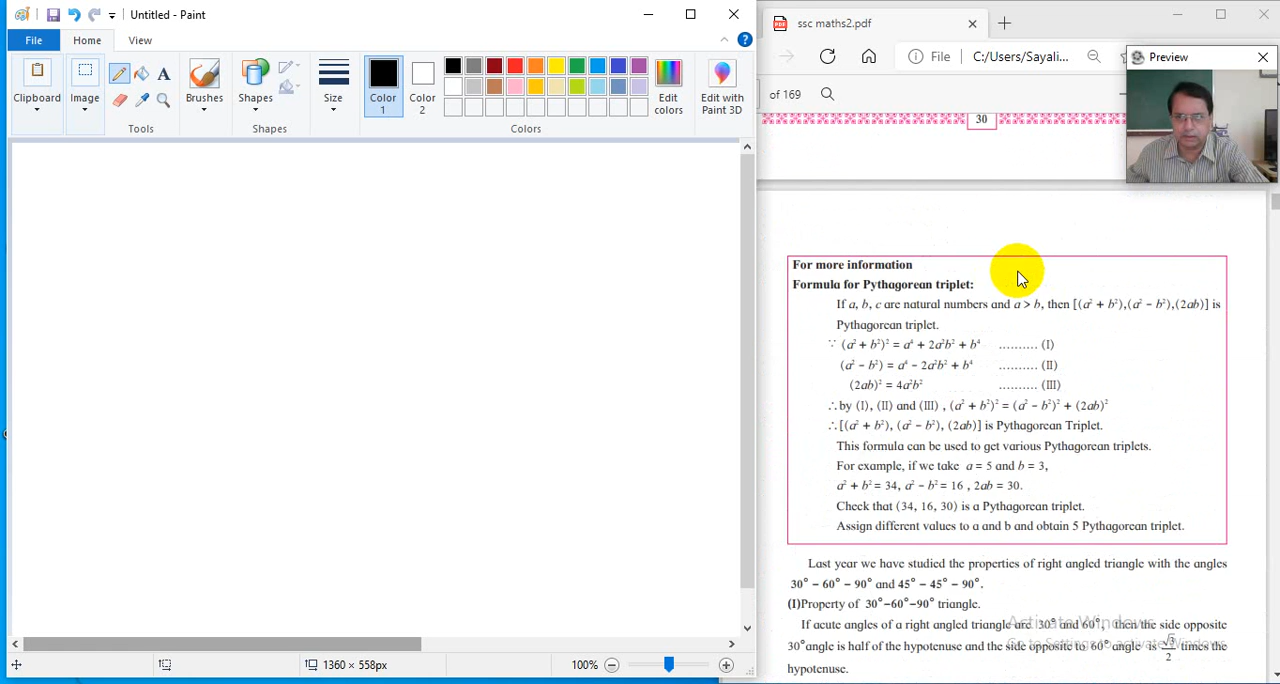 Untitled - Paint
File Home View
Clipboard
Image
Tools
Brushes
Shapes
Shapes
Size
Color 1
Color 2
Edit colors
Edit with Paint 3D
Colors
1360 × 558px
100%
ssc maths2.pdf
File C:/Users/Sayali...
of 169
Preview
30
For more information
Formula for Pythagorean triplet:
If a, b, c are natural numbers and a > b, then [(a² + b²),(a² - b²),(2ab)] is
Pythagorean triplet.
∵ (a² + b²)² = a⁴ + 2a²b² + b⁴ .......... (I)
(a² - b²) = a⁴ - 2a²b² + b⁴ .......... (II)
(2ab)² = 4a²b² .......... (III)
∴by (I), (II) and (III) , (a² + b²)² = (a² - b²)² + (2ab)²
∴[(a² + b²), (a² - b²), (2ab)] is Pythagorean Triplet.
This formula can be used to get various Pythagorean triplets.
For example, if we take a = 5 and b = 3,
a² + b² = 34, a² - b² = 16 , 2ab = 30.
Check that (34, 16, 30) is a Pythagorean triplet.
Assign different values to a and b and obtain 5 Pythagorean triplet.
Last year we have studied the properties of right angled triangle with the angles
30° - 60° - 90° and 45° - 45° - 90°.
(I)Property of 30°-60°-90° triangle.
If acute angles of a right angled triangle are 30° and 60°, then the side opposite
30°angle is half of the hypotenuse and the side opposite to 60° angle is √3/2 times the
hypotenuse.
Activate Windows
Go to Settings to activate Windows.